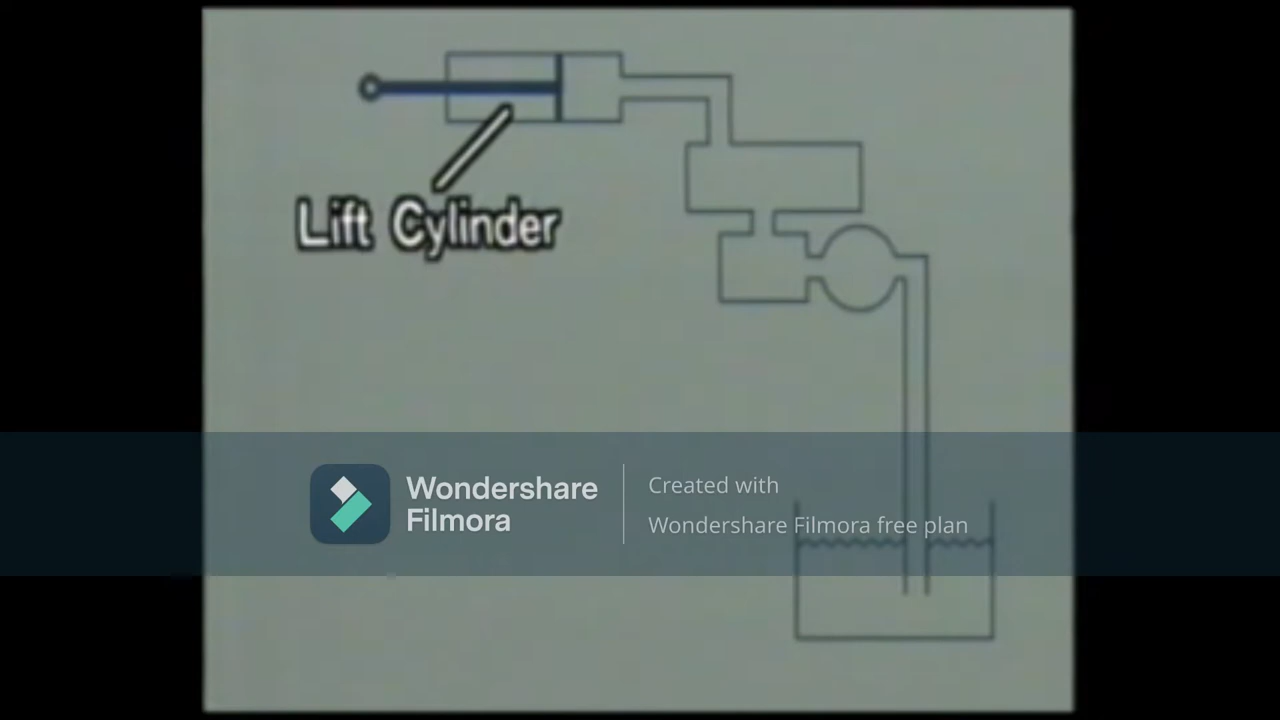 Lift Cylinder
Wondershare
Filmora
Created with
Wondershare Filmora free plan